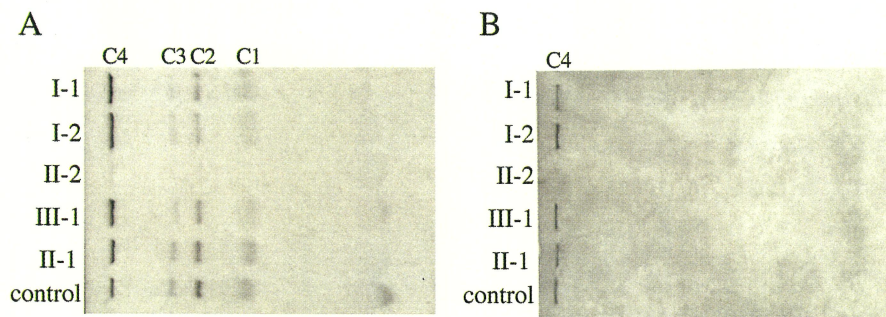 A
C4 C3 C2 C1
I-1
I-2
II-2
III-1
II-1
control
B
C4
I-1
I-2
II-2
III-1
II-1
control